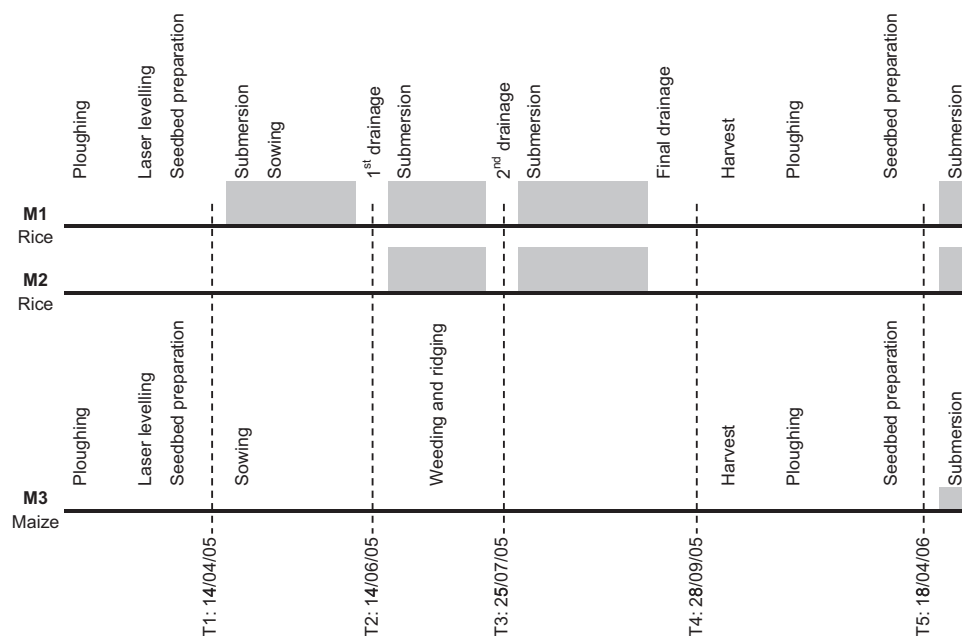 Ploughing
Laser levelling
Seedbed preparation
Submersion
Sowing
1st drainage
Submersion
2nd drainage
Submersion
Final drainage
Harvest
Ploughing
Seedbed preparation
Submersion
M1
Rice
M2
Rice
Ploughing
Laser levelling
Seedbed preparation
Sowing
Weeding and ridging
Harvest
Ploughing
Seedbed preparation
Submersion
M3
Maize
T1: 14/04/05
T2: 14/06/05
T3: 25/07/05
T4: 28/09/05
T5: 18/04/06